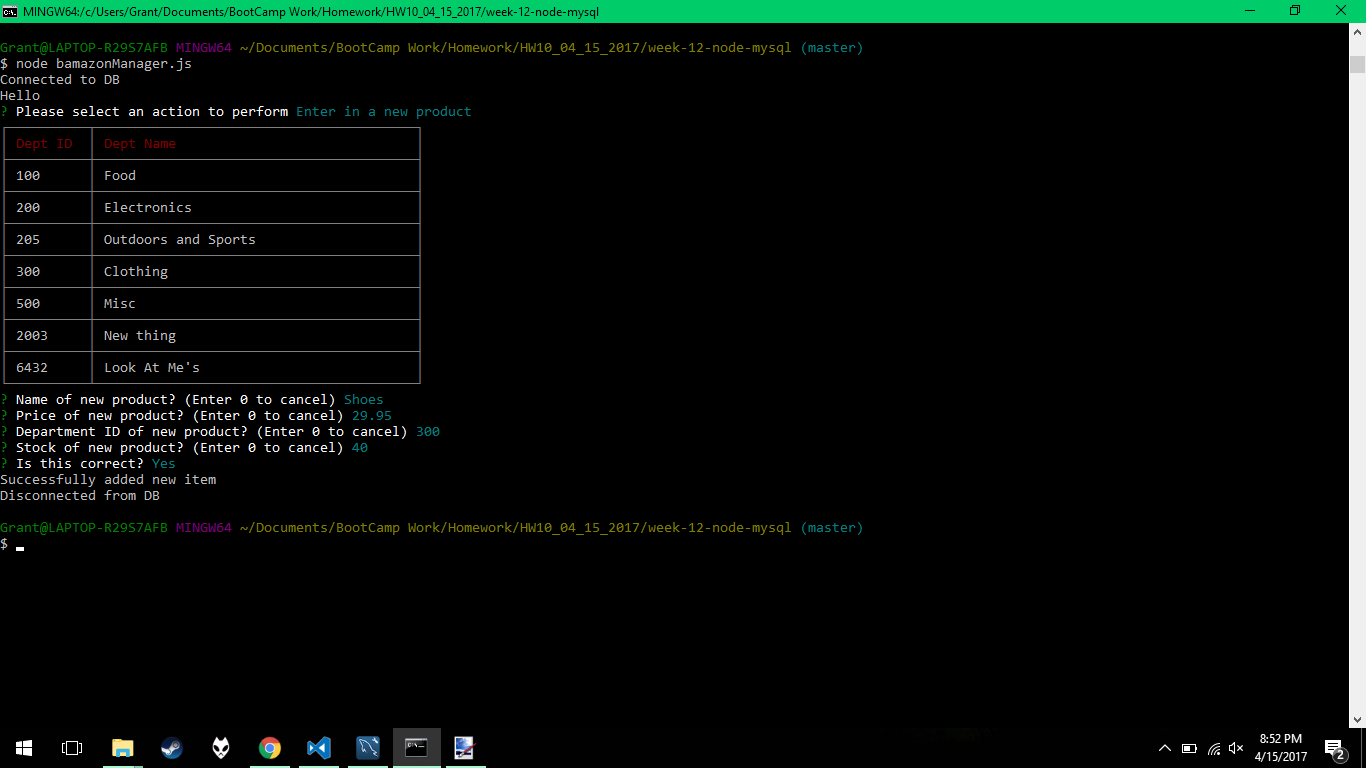 MINGW64:/c/Users/Grant/Documents/BootCamp Work/Homework/HW10_04_15_2017/week-12-node-mysql
Grant@LAPTOP-R29S7AFB MINGW64 ~/Documents/BootCamp Work/Homework/HW10_04_15_2017/week-12-node-mysql (master)
$ node bamazonManager.js
Connected to DB
Hello
? Please select an action to perform Enter in a new product
Dept ID Dept Name
100 Food
200 Electronics
205 Outdoors and Sports
300 Clothing
500 Misc
2003 New thing
6432 Look At Me's
? Name of new product? (Enter 0 to cancel) Shoes
? Price of new product? (Enter 0 to cancel) 29.95
? Department ID of new product? (Enter 0 to cancel) 300
? Stock of new product? (Enter 0 to cancel) 40
? Is this correct? Yes
Successfully added new item
Disconnected from DB
Grant@LAPTOP-R29S7AFB MINGW64 ~/Documents/BootCamp Work/Homework/HW10_04_15_2017/week-12-node-mysql (master)
$
8:52 PM
4/15/2017
2